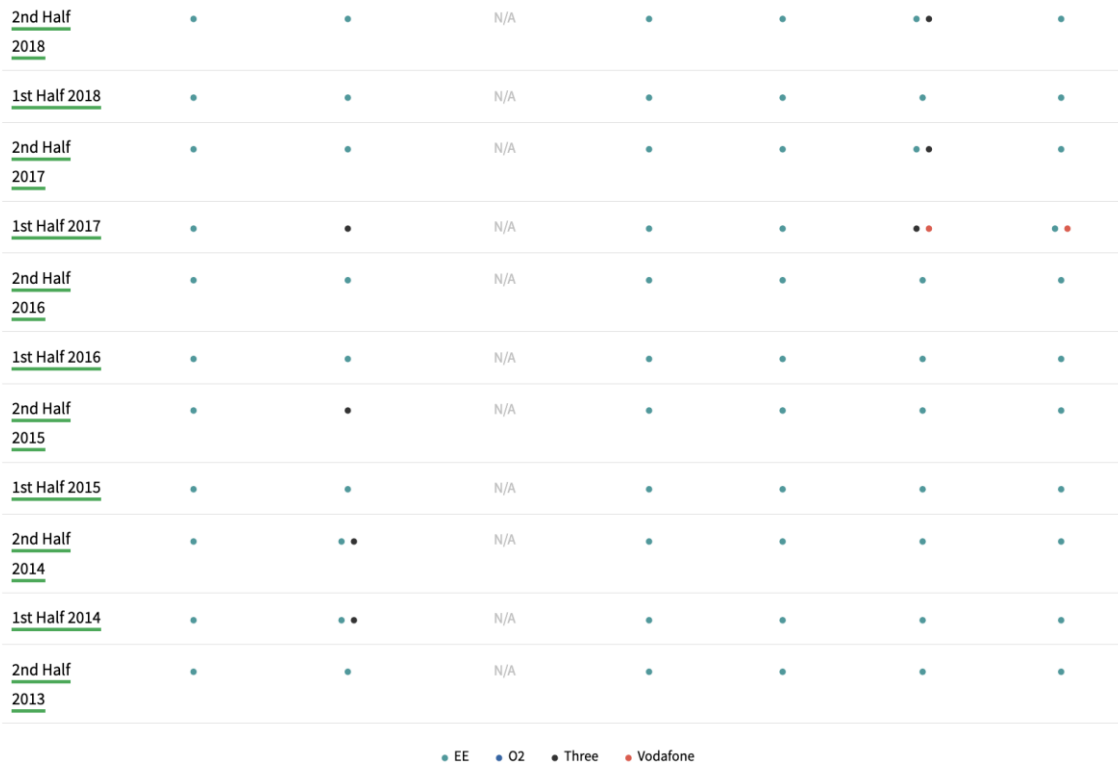 2nd Half
2018
N/A
1st Half 2018
N/A
2nd Half
2017
N/A
1st Half 2017
N/A
2nd Half
2016
N/A
1st Half 2016
N/A
2nd Half
2015
N/A
1st Half 2015
N/A
2nd Half
2014
N/A
1st Half 2014
N/A
2nd Half
2013
N/A
EE O2 Three Vodafone